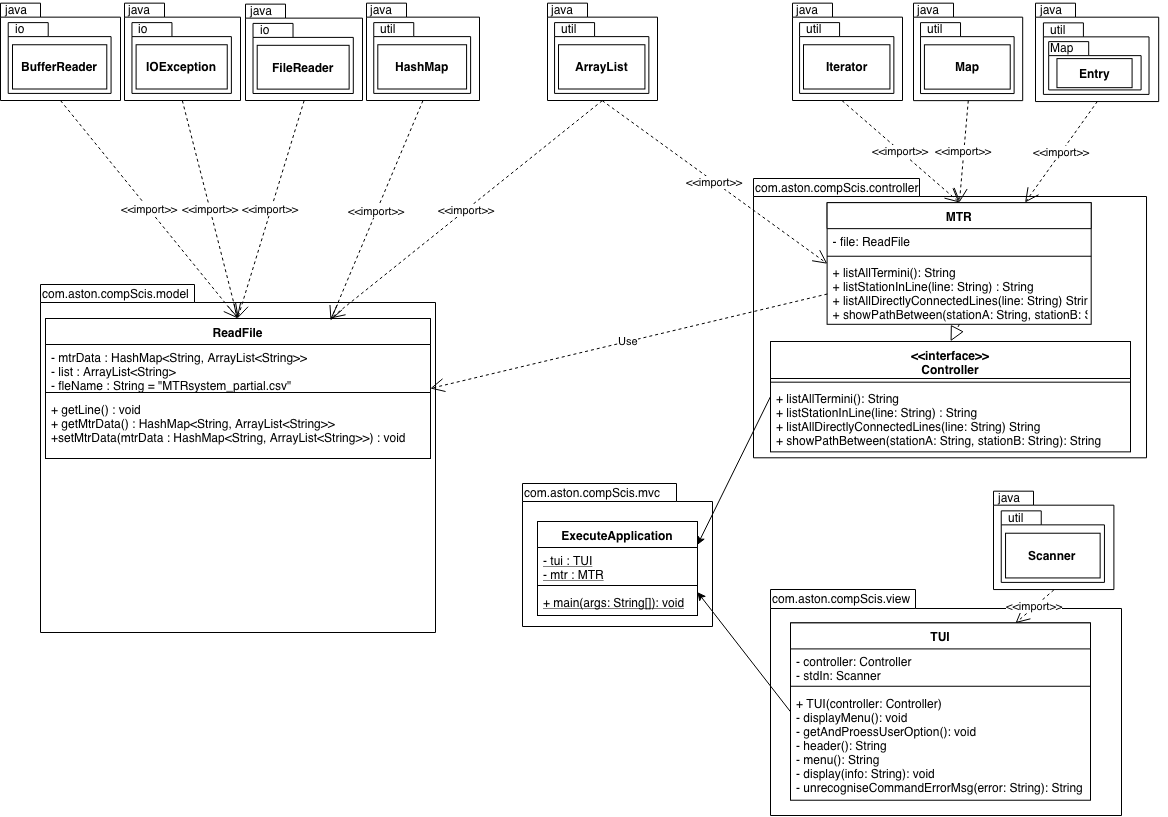 java
io
BufferReader
java
io
IOException
java
io
FileReader
java
util
HashMap
java
util
ArrayList
java
util
Iterator
java
util
Map
java
util
Map
Entry
<<import>>
<<import>>
<<import>>
<<import>>
<<import>>
<<import>>
<<import>>
<<import>>
<<import>>
com.aston.compScis.controller
MTR
- file: ReadFile
+ listAllTermini(): String
+ listStationInLine(line: String) : String
+ listAllDirectlyConnectedLines(line: String) Strin
+ showPathBetween(stationA: String, stationB: S
<<interface>>
Controller
+ listAllTermini(): String
+ listStationInLine(line: String) : String
+ listAllDirectlyConnectedLines(line: String) String
+ showPathBetween(stationA: String, stationB: String): String
com.aston.compScis.model
ReadFile
- mtrData : HashMap<String, ArrayList<String>>
- list : ArrayList<String>
- fleName : String = "MTRsystem_partial.csv"
+ getLine() : void
+ getMtrData() : HashMap<String, ArrayList<String>>
+setMtrData(mtrData : HashMap<String, ArrayList<String>>) : void
Use
com.aston.compScis.mvc
ExecuteApplication
- tui : TUI
- mtr : MTR
+ main(args: String[]): void
java
util
Scanner
<<import>>
com.aston.compScis.view
TUI
- controller: Controller
- stdIn: Scanner
+ TUI(controller: Controller)
- displayMenu(): void
- getAndProessUserOption(): void
- header(): String
- menu(): String
- display(info: String): void
- unrecogniseCommandErrorMsg(error: String): String